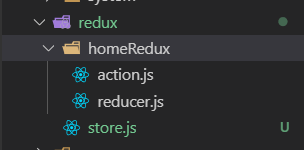 redux
homeRedux
action.js
reducer.js
store.js U